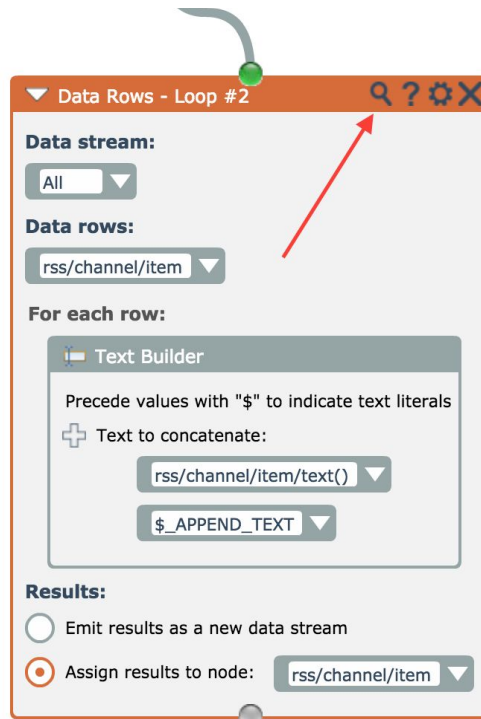 Data Rows - Loop #2 ?
Data stream:
All
Data rows:
rss/channel/item
For each row:
Text Builder
Precede values with "$" to indicate text literals
Text to concatenate:
rss/channel/item/text()
$_APPEND_TEXT
Results:
Emit results as a new data stream
Assign results to node: rss/channel/item